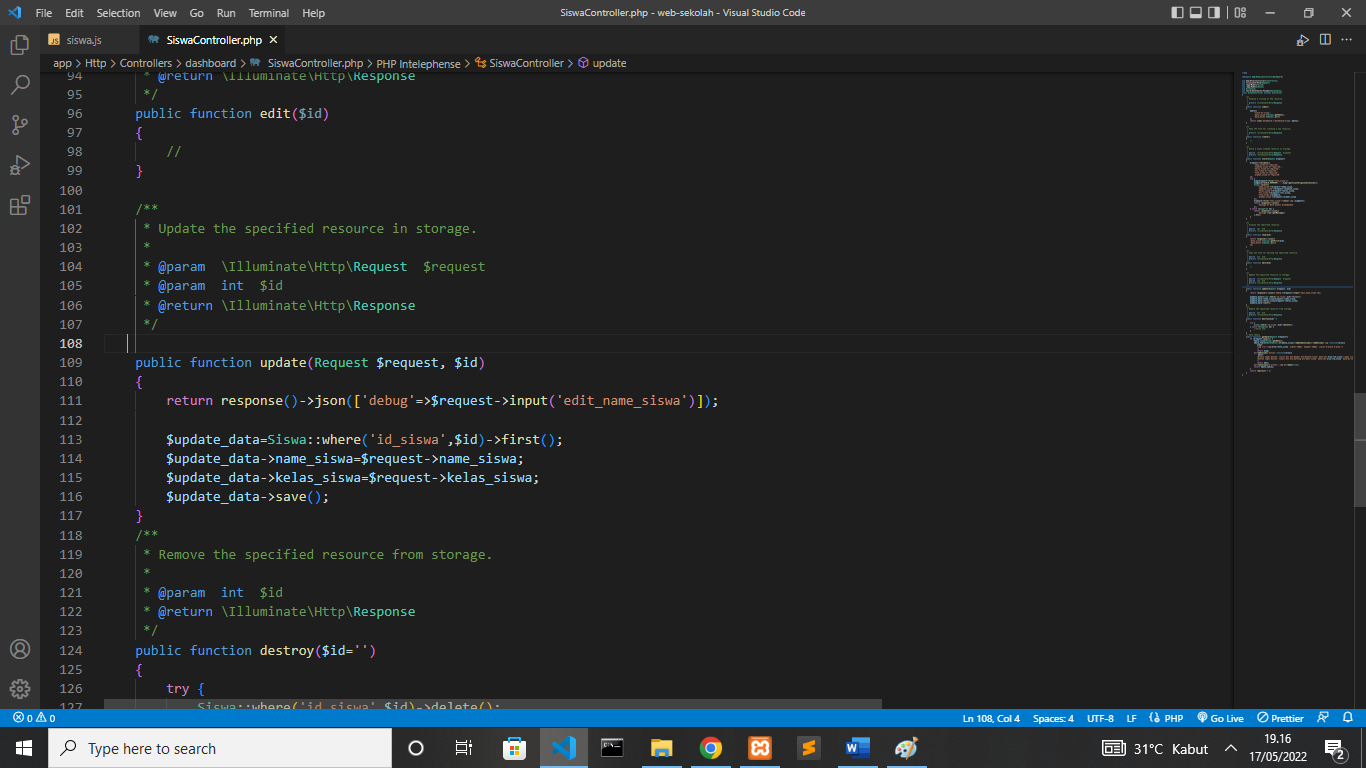 File Edit Selection View Go Run Terminal Help SiswaController.php - web-sekolah - Visual Studio Code
JS siswa.js SiswaController.php ×
app > Http > Controllers > dashboard > SiswaController.php > PHP Intelephense > SiswaController > update
94 * @return \Illuminate\Http\Response
95 */
96 public function edit($id)
97 {
98 //
99 }
100
101 /**
102 * Update the specified resource in storage.
103 *
104 * @param  \Illuminate\Http\Request  $request
105 * @param  int  $id
106 * @return \Illuminate\Http\Response
107 */
108
109 public function update(Request $request, $id)
110 {
111 return response()->json(['debug'=>$request->input('edit_name_siswa')]);
112
113 $update_data=Siswa::where('id_siswa',$id)->first();
114 $update_data->name_siswa=$request->name_siswa;
115 $update_data->kelas_siswa=$request->kelas_siswa;
116 $update_data->save();
117 }
118 /**
119 * Remove the specified resource from storage.
120 *
121 * @param  int  $id
122 * @return \Illuminate\Http\Response
123 */
124 public function destroy($id='')
125 {
126 try {
127 Siswa::where('id_siswa',$id)->delete();
0 0 Ln 108, Col 4 Spaces: 4 UTF-8 LF PHP Go Live Prettier
Type here to search
31°C Kabut
19.16
17/05/2022
2